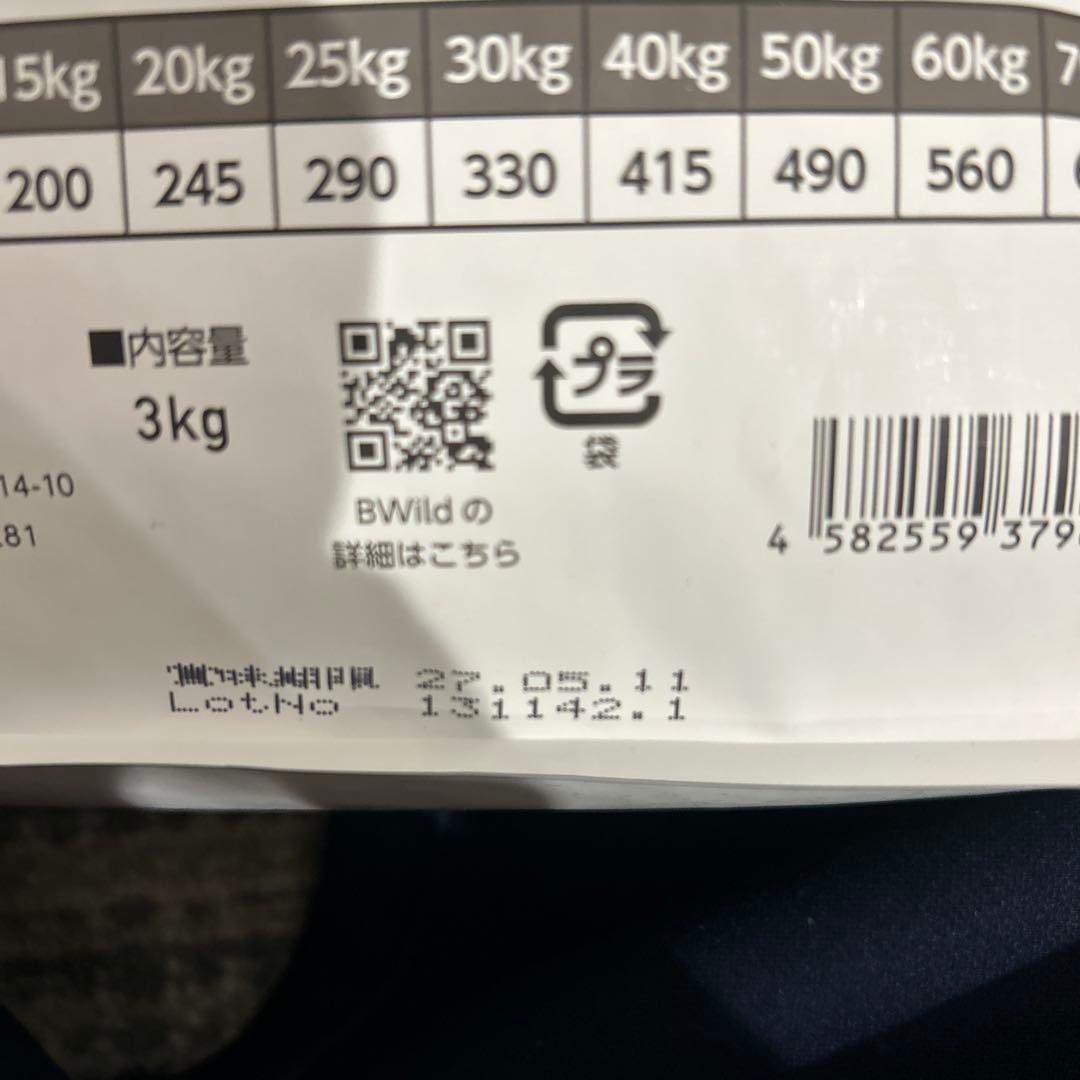 15kg 20kg 25kg 30kg 40kg 50kg 60kg
200 245 290 330 415 490 560
■内容量
3kg
14-10
81
プラ
袋
BWildの
詳細はこちら
4 582559 379
賞味期間 27.05.11
LotNo 131142.1